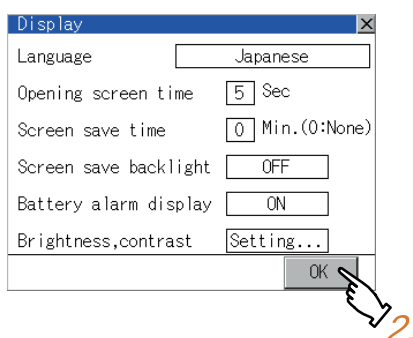 Display ×
Language Japanese
Opening screen time 5 Sec
Screen save time 0 Min.(0:None)
Screen save backlight OFF
Battery alarm display ON
Brightness,contrast Setting...
OK
2.